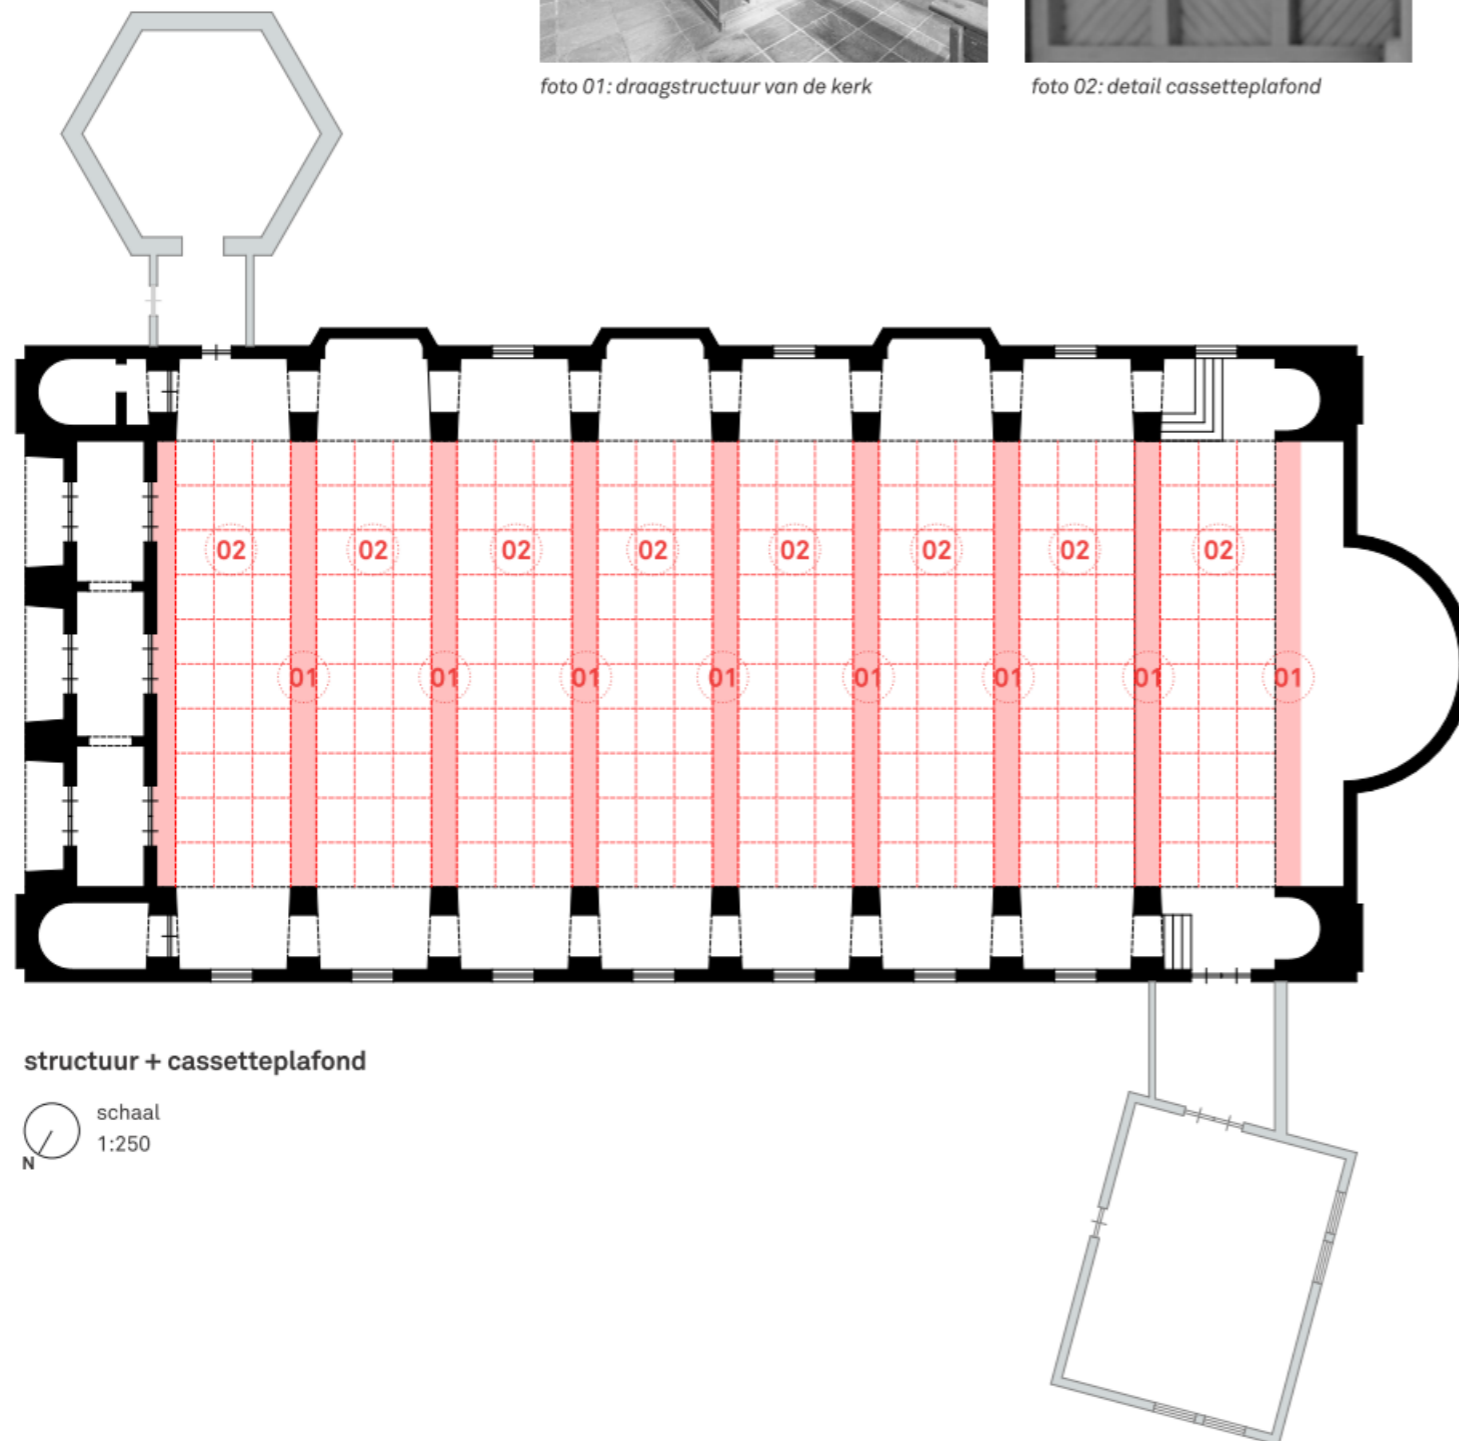 foto 01: draagstructuur van de kerk
foto 02: detail cassetteplafond
02 02 02 02 02 02 02 02
01 01 01 01 01 01 01 01
structuur + cassetteplafond
schaal
1:250
N